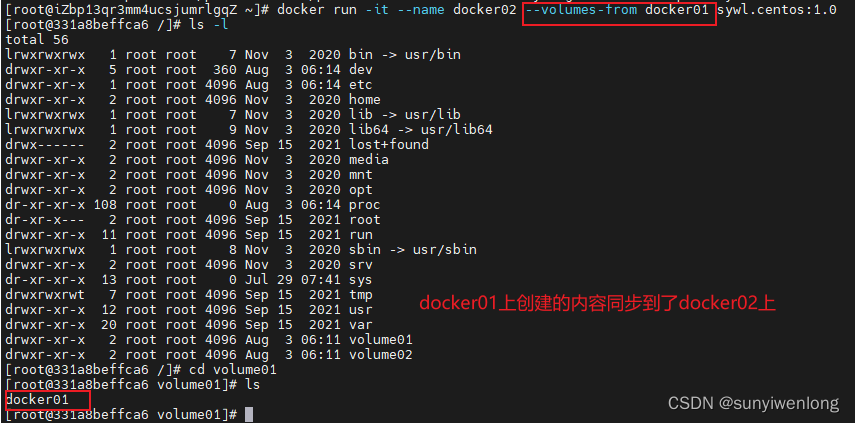 [root@iZbp13qr3mm4ucsjumrlgqZ ~]# docker run -it --name docker02 --volumes-from docker01 sywl.centos:1.0
[root@331a8beffca6 /]# ls -l
total 56
lrwxrwxrwx   1 root root    7 Nov  3  2020 bin -> usr/bin
drwxr-xr-x   5 root root  360 Aug  3 06:14 dev
drwxr-xr-x   1 root root 4096 Aug  3 06:14 etc
drwxr-xr-x   2 root root 4096 Nov  3  2020 home
lrwxrwxrwx   1 root root    7 Nov  3  2020 lib -> usr/lib
lrwxrwxrwx   1 root root    9 Nov  3  2020 lib64 -> usr/lib64
drwx------   2 root root 4096 Sep 15  2021 lost+found
drwxr-xr-x   2 root root 4096 Nov  3  2020 media
drwxr-xr-x   2 root root 4096 Nov  3  2020 mnt
drwxr-xr-x   2 root root 4096 Nov  3  2020 opt
dr-xr-xr-x 108 root root    0 Aug  3 06:14 proc
dr-xr-x---   2 root root 4096 Sep 15  2021 root
drwxr-xr-x  11 root root 4096 Sep 15  2021 run
lrwxrwxrwx   1 root root    8 Nov  3  2020 sbin -> usr/sbin
drwxr-xr-x   2 root root 4096 Nov  3  2020 srv
dr-xr-xr-x  13 root root    0 Jul 29 07:41 sys
drwxrwxrwt   7 root root 4096 Sep 15  2021 tmp
drwxr-xr-x  12 root root 4096 Sep 15  2021 usr
drwxr-xr-x  20 root root 4096 Sep 15  2021 var
docker01上创建的内容同步到了docker02上
drwxr-xr-x   2 root root 4096 Aug  3 06:11 volume01
drwxr-xr-x   2 root root 4096 Aug  3 06:11 volume02
[root@331a8beffca6 /]# cd volume01
[root@331a8beffca6 volume01]# ls
docker01
[root@331a8beffca6 volume01]#
CSDN @sunyiwenlong